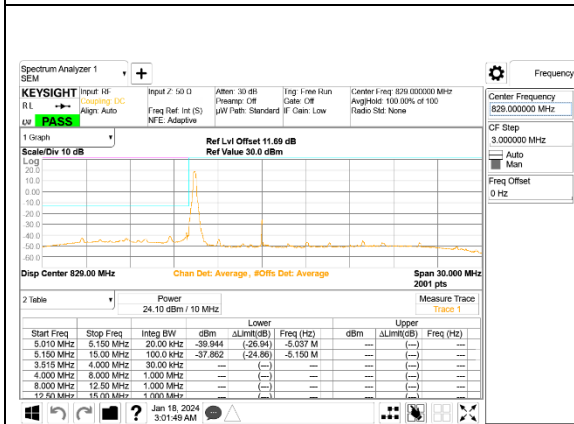 Spectrum Analyzer 1
SEM
+
Frequency
KEYSIGHT Input: RF Input Z: 50 Ω Atten: 30 dB Trig: Free Run Center Freq: 829.000000 MHz
RL Coupling: DC Preamp: Off Gate: Off Avg|Hold: 100.00% of 100
Align: Auto Freq Ref: Int (S) µW Path: Standard IF Gain: Low Radio Std: None
PASS NFE: Adaptive
Center Frequency
829.000000 MHz
CF Step
3.000000 MHz
Auto
Man
Freq Offset
0 Hz
1 Graph
Ref Lvl Offset 11.69 dB
Scale/Div 10 dB Ref Value 30.0 dBm
Log
20.0
10.0
0.00
-10.0
-20.0
-30.0
-40.0
-50.0
-60.0
Disp Center 829.00 MHz Chan Det: Average, #Offs Det: Average Span 30.000 MHz
2001 pts
2 Table Power Measure Trace
24.10 dBm / 10 MHz Trace 1
Lower Upper
Start Freq Stop Freq Integ BW dBm ΔLimit(dB) Freq (Hz) dBm ΔLimit(dB) Freq (Hz)
5.010 MHz 5.150 MHz 20.00 kHz -39.944 (-26.94) -5.037 M --- (---) ---
5.150 MHz 15.00 MHz 100.0 kHz -37.862 (-24.86) -5.150 M --- (---) ---
3.515 MHz 4.000 MHz 30.00 kHz --- (---) --- --- (---) ---
4.000 MHz 8.000 MHz 1.000 MHz --- (---) --- --- (---) ---
8.000 MHz 12.50 MHz 1.000 MHz --- (---) --- --- (---) ---
12.50 MHz 15.00 MHz 1.000 MHz --- (---) --- --- (---) ---
? Jan 18, 2024
3:01:49 AM